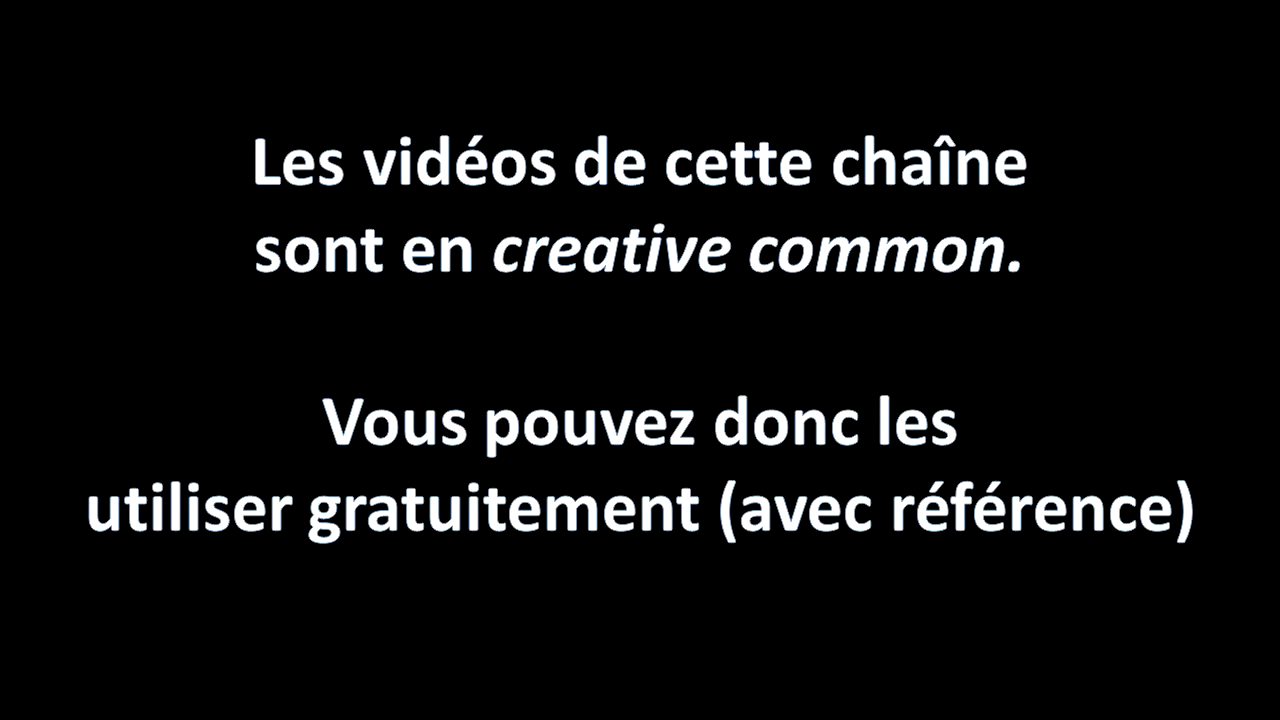 Les vidéos de cette chaîne
sont en creative common.
Vous pouvez donc les
utiliser gratuitement (avec référence)